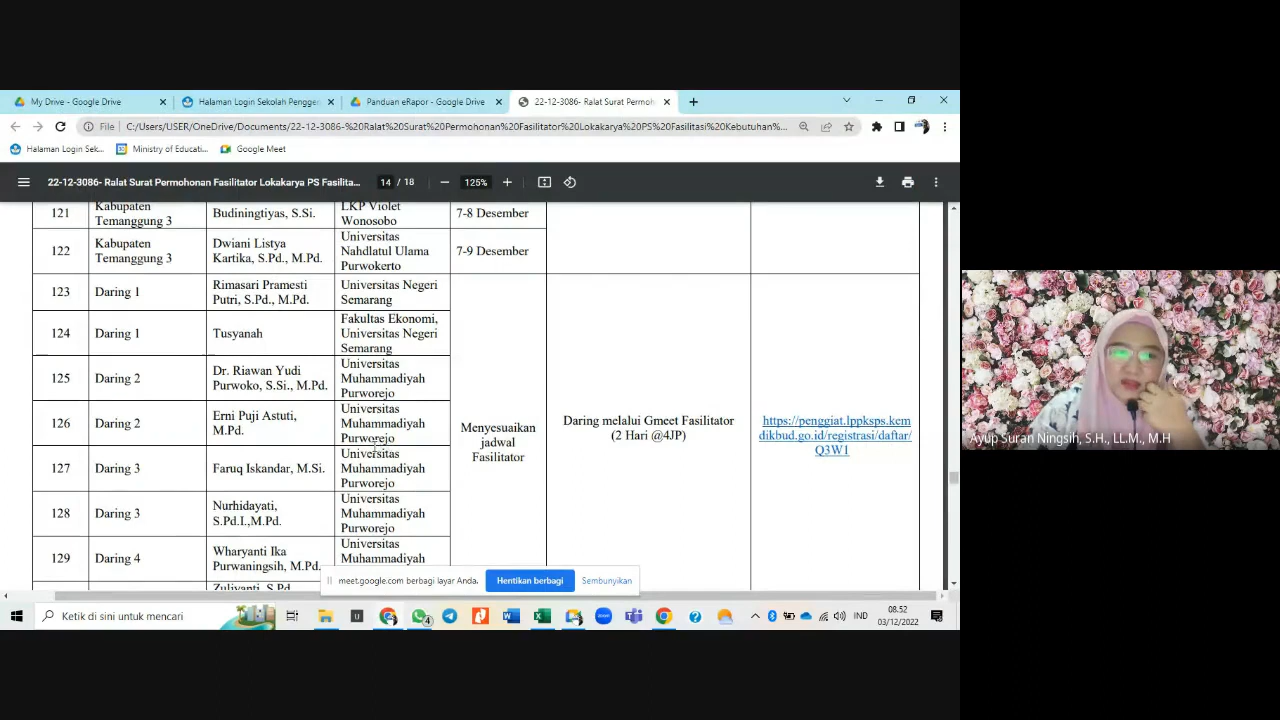 My Drive - Google Drive
Halaman Login Sekolah Pengge
Panduan eRapor - Google Drive
22-12-3086- Ralat Surat Permoh
File
C:/Users/USER/OneDrive/Documents/22-12-3086-%20Ralat%20Surat%20Permohonan%20Fasilitator%20Lokakarya%20PS%20Fasilitasi%20Kebutuhan%...
Halaman Login Sek...
Ministry of Educati...
Google Meet
22-12-3086- Ralat Surat Permohonan Fasilitator Lokakarya PS Fasilita...
14 / 18
125%
121
Kabupaten
Temanggung 3
Budiningtiyas, S.Si.
LKP Violet
Wonosobo
7-8 Desember
122
Kabupaten
Temanggung 3
Dwiani Listya
Kartika, S.Pd., M.Pd.
Universitas
Nahdlatul Ulama
Purwokerto
7-9 Desember
123
Daring 1
Rimasari Pramesti
Putri, S.Pd., M.Pd.
Universitas Negeri
Semarang
124
Daring 1
Tusyanah
Fakultas Ekonomi,
Universitas Negeri
Semarang
125
Daring 2
Dr. Riawan Yudi
Purwoko, S.Si., M.Pd.
Universitas
Muhammadiyah
Purworejo
126
Daring 2
Erni Puji Astuti,
M.Pd.
Universitas
Muhammadiyah
Purworejo
127
Daring 3
Faruq Iskandar, M.Si.
Universitas
Muhammadiyah
Purworejo
128
Daring 3
Nurhidayati,
S.Pd.I.,M.Pd.
Universitas
Muhammadiyah
Purworejo
129
Daring 4
Wharyanti Ika
Purwaningsih, M.Pd.
Universitas
Muhammadiyah
Zuliyanti, S.Pd.
Menyesuaikan
jadwal
Fasilitator
Daring melalui Gmeet Fasilitator
(2 Hari @4JP)
https://penggiat.lppksps.kem
dikbud.go.id/registrasi/daftar/
Q3W1
meet.google.com berbagi layar Anda.
Hentikan berbagi
Sembunyikan
Ketik di sini untuk mencari
4
IND
08.52
03/12/2022
Ayup Suran Ningsih, S.H., LL.M., M.H